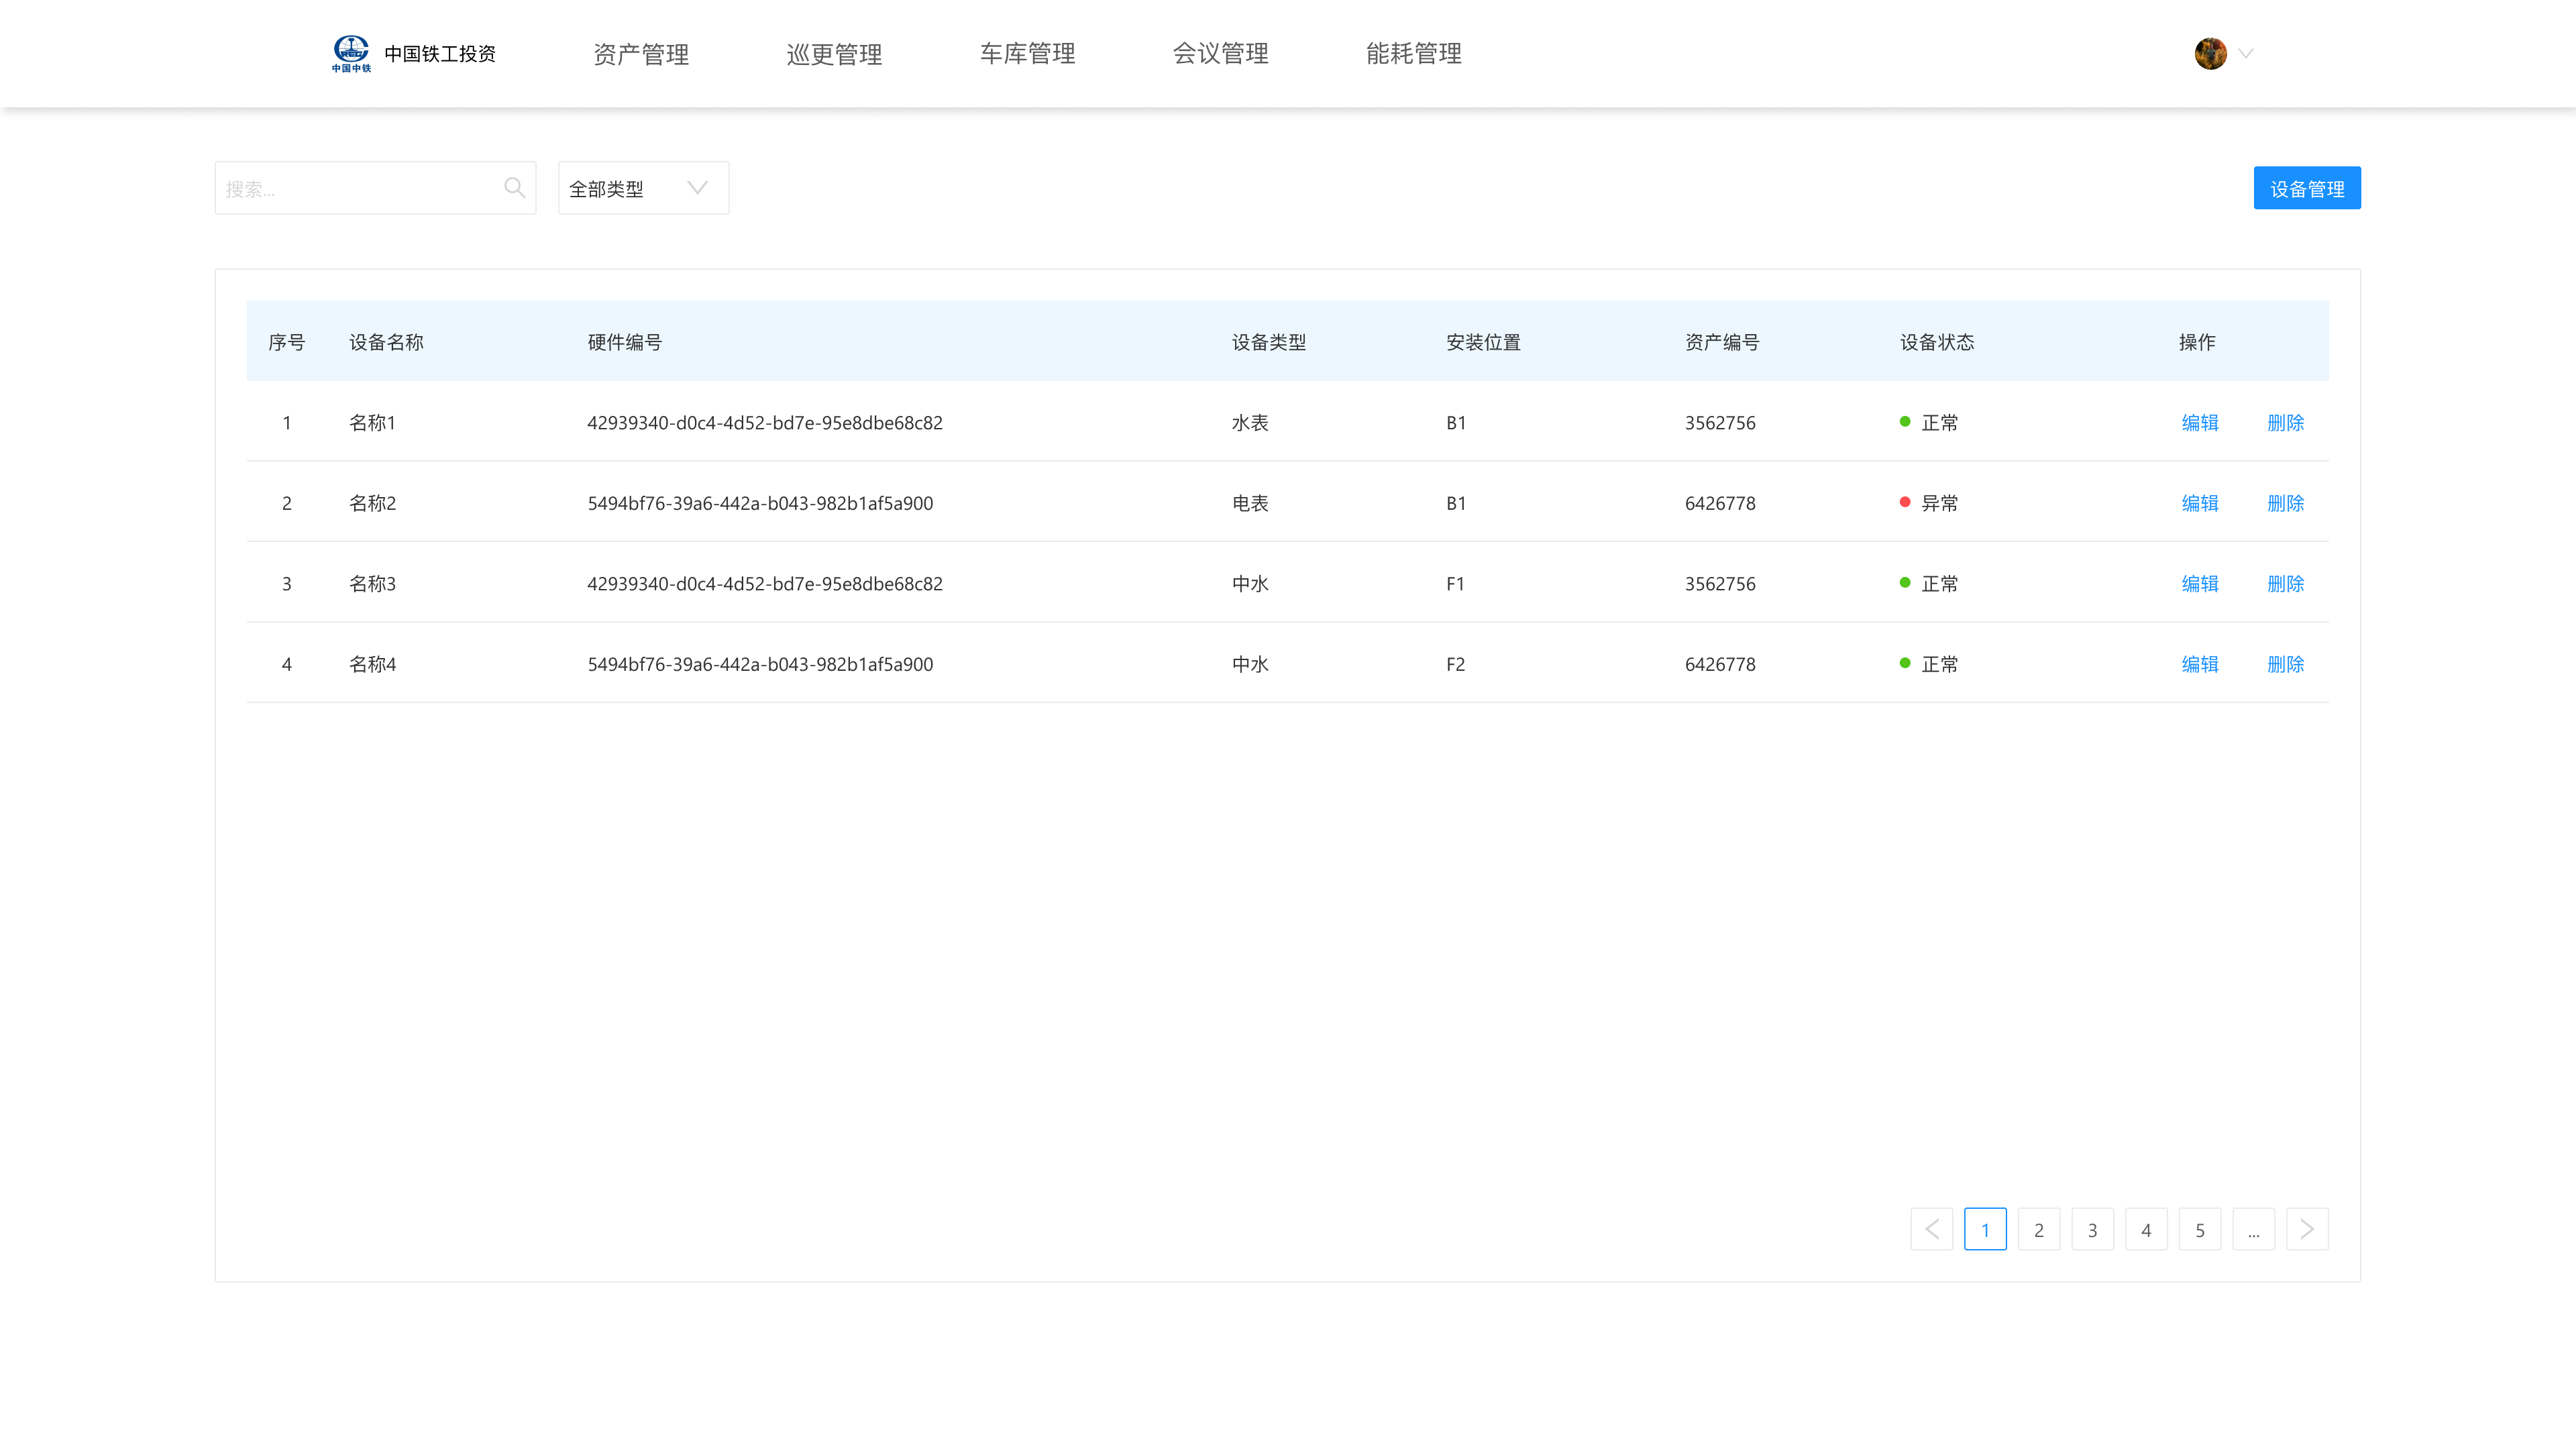 中国中铁 中国铁工投资 资产管理 巡更管理 车库管理 会议管理 能耗管理
搜索... 全部类型 设备管理
序号 设备名称 硬件编号 设备类型 安装位置 资产编号 设备状态 操作
1 名称1 42939340-d0c4-4d52-bd7e-95e8dbe68c82 水表 B1 3562756 正常 编辑 删除
2 名称2 5494bf76-39a6-442a-b043-982b1af5a900 电表 B1 6426778 异常 编辑 删除
3 名称3 42939340-d0c4-4d52-bd7e-95e8dbe68c82 中水 F1 3562756 正常 编辑 删除
4 名称4 5494bf76-39a6-442a-b043-982b1af5a900 中水 F2 6426778 正常 编辑 删除
1 2 3 4 5 ...